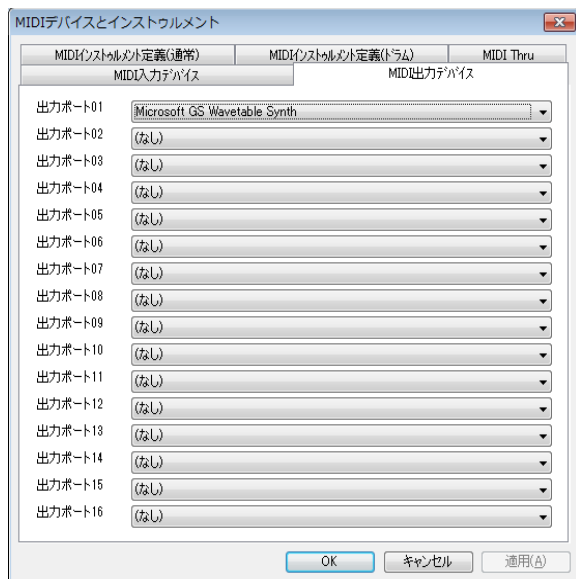 MIDIデバイスとインストゥルメント
MIDIインストゥルメント定義(通常)
MIDIインストゥルメント定義(ドラム)
MIDI Thru
MIDI入力デバイス
MIDI出力デバイス
出力ポート01 Microsoft GS Wavetable Synth
出力ポート02 (なし)
出力ポート03 (なし)
出力ポート04 (なし)
出力ポート05 (なし)
出力ポート06 (なし)
出力ポート07 (なし)
出力ポート08 (なし)
出力ポート09 (なし)
出力ポート10 (なし)
出力ポート11 (なし)
出力ポート12 (なし)
出力ポート13 (なし)
出力ポート14 (なし)
出力ポート15 (なし)
出力ポート16 (なし)
OK
キャンセル
適用(A)